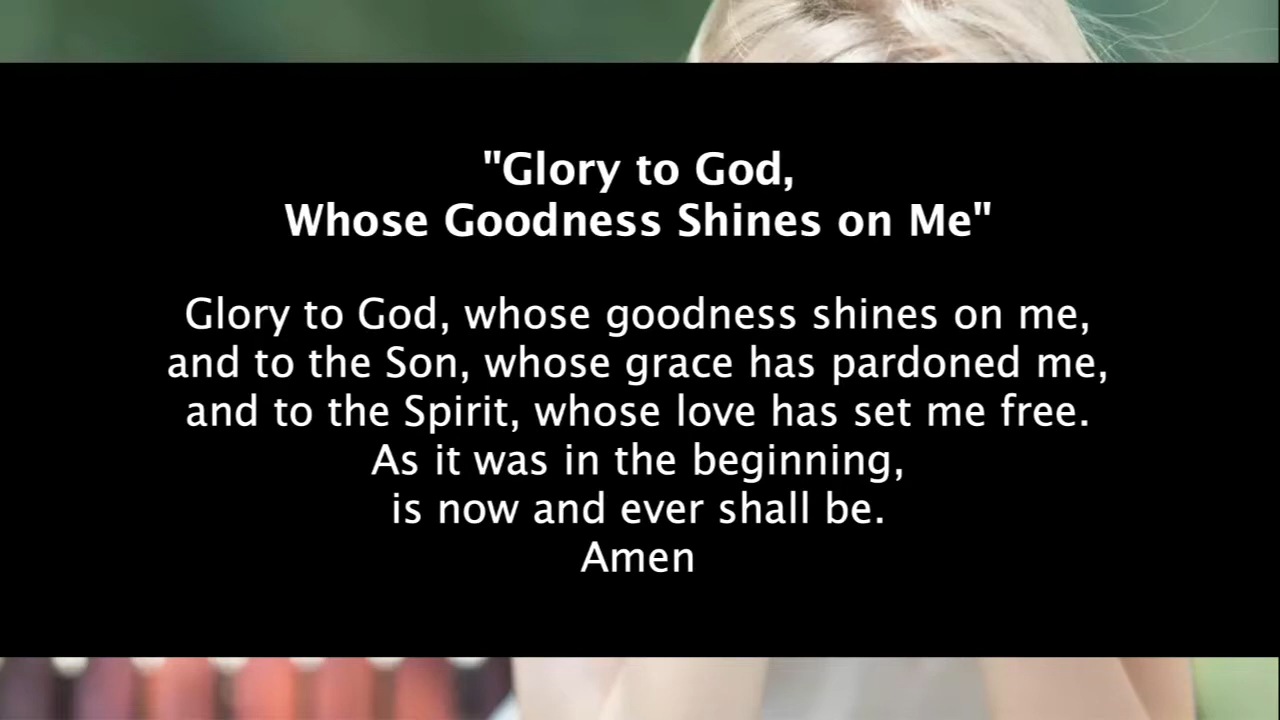 "Glory to God,
Whose Goodness Shines on Me"
Glory to God, whose goodness shines on me,
and to the Son, whose grace has pardoned me,
and to the Spirit, whose love has set me free.
As it was in the beginning,
is now and ever shall be.
Amen